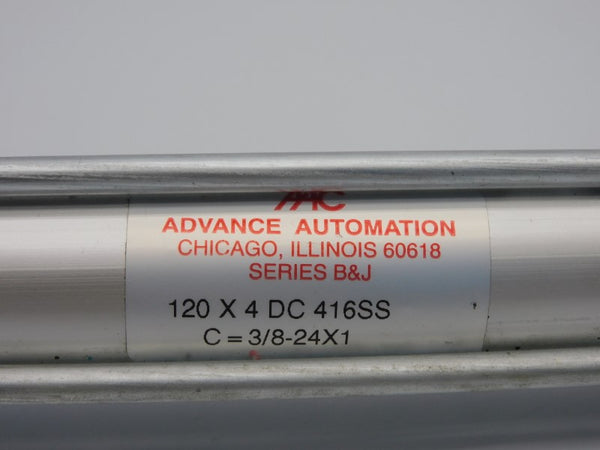 AAC
ADVANCE AUTOMATION
CHICAGO, ILLINOIS 60618
SERIES B&J
120 X 4 DC 416SS
C = 3/8-24X1